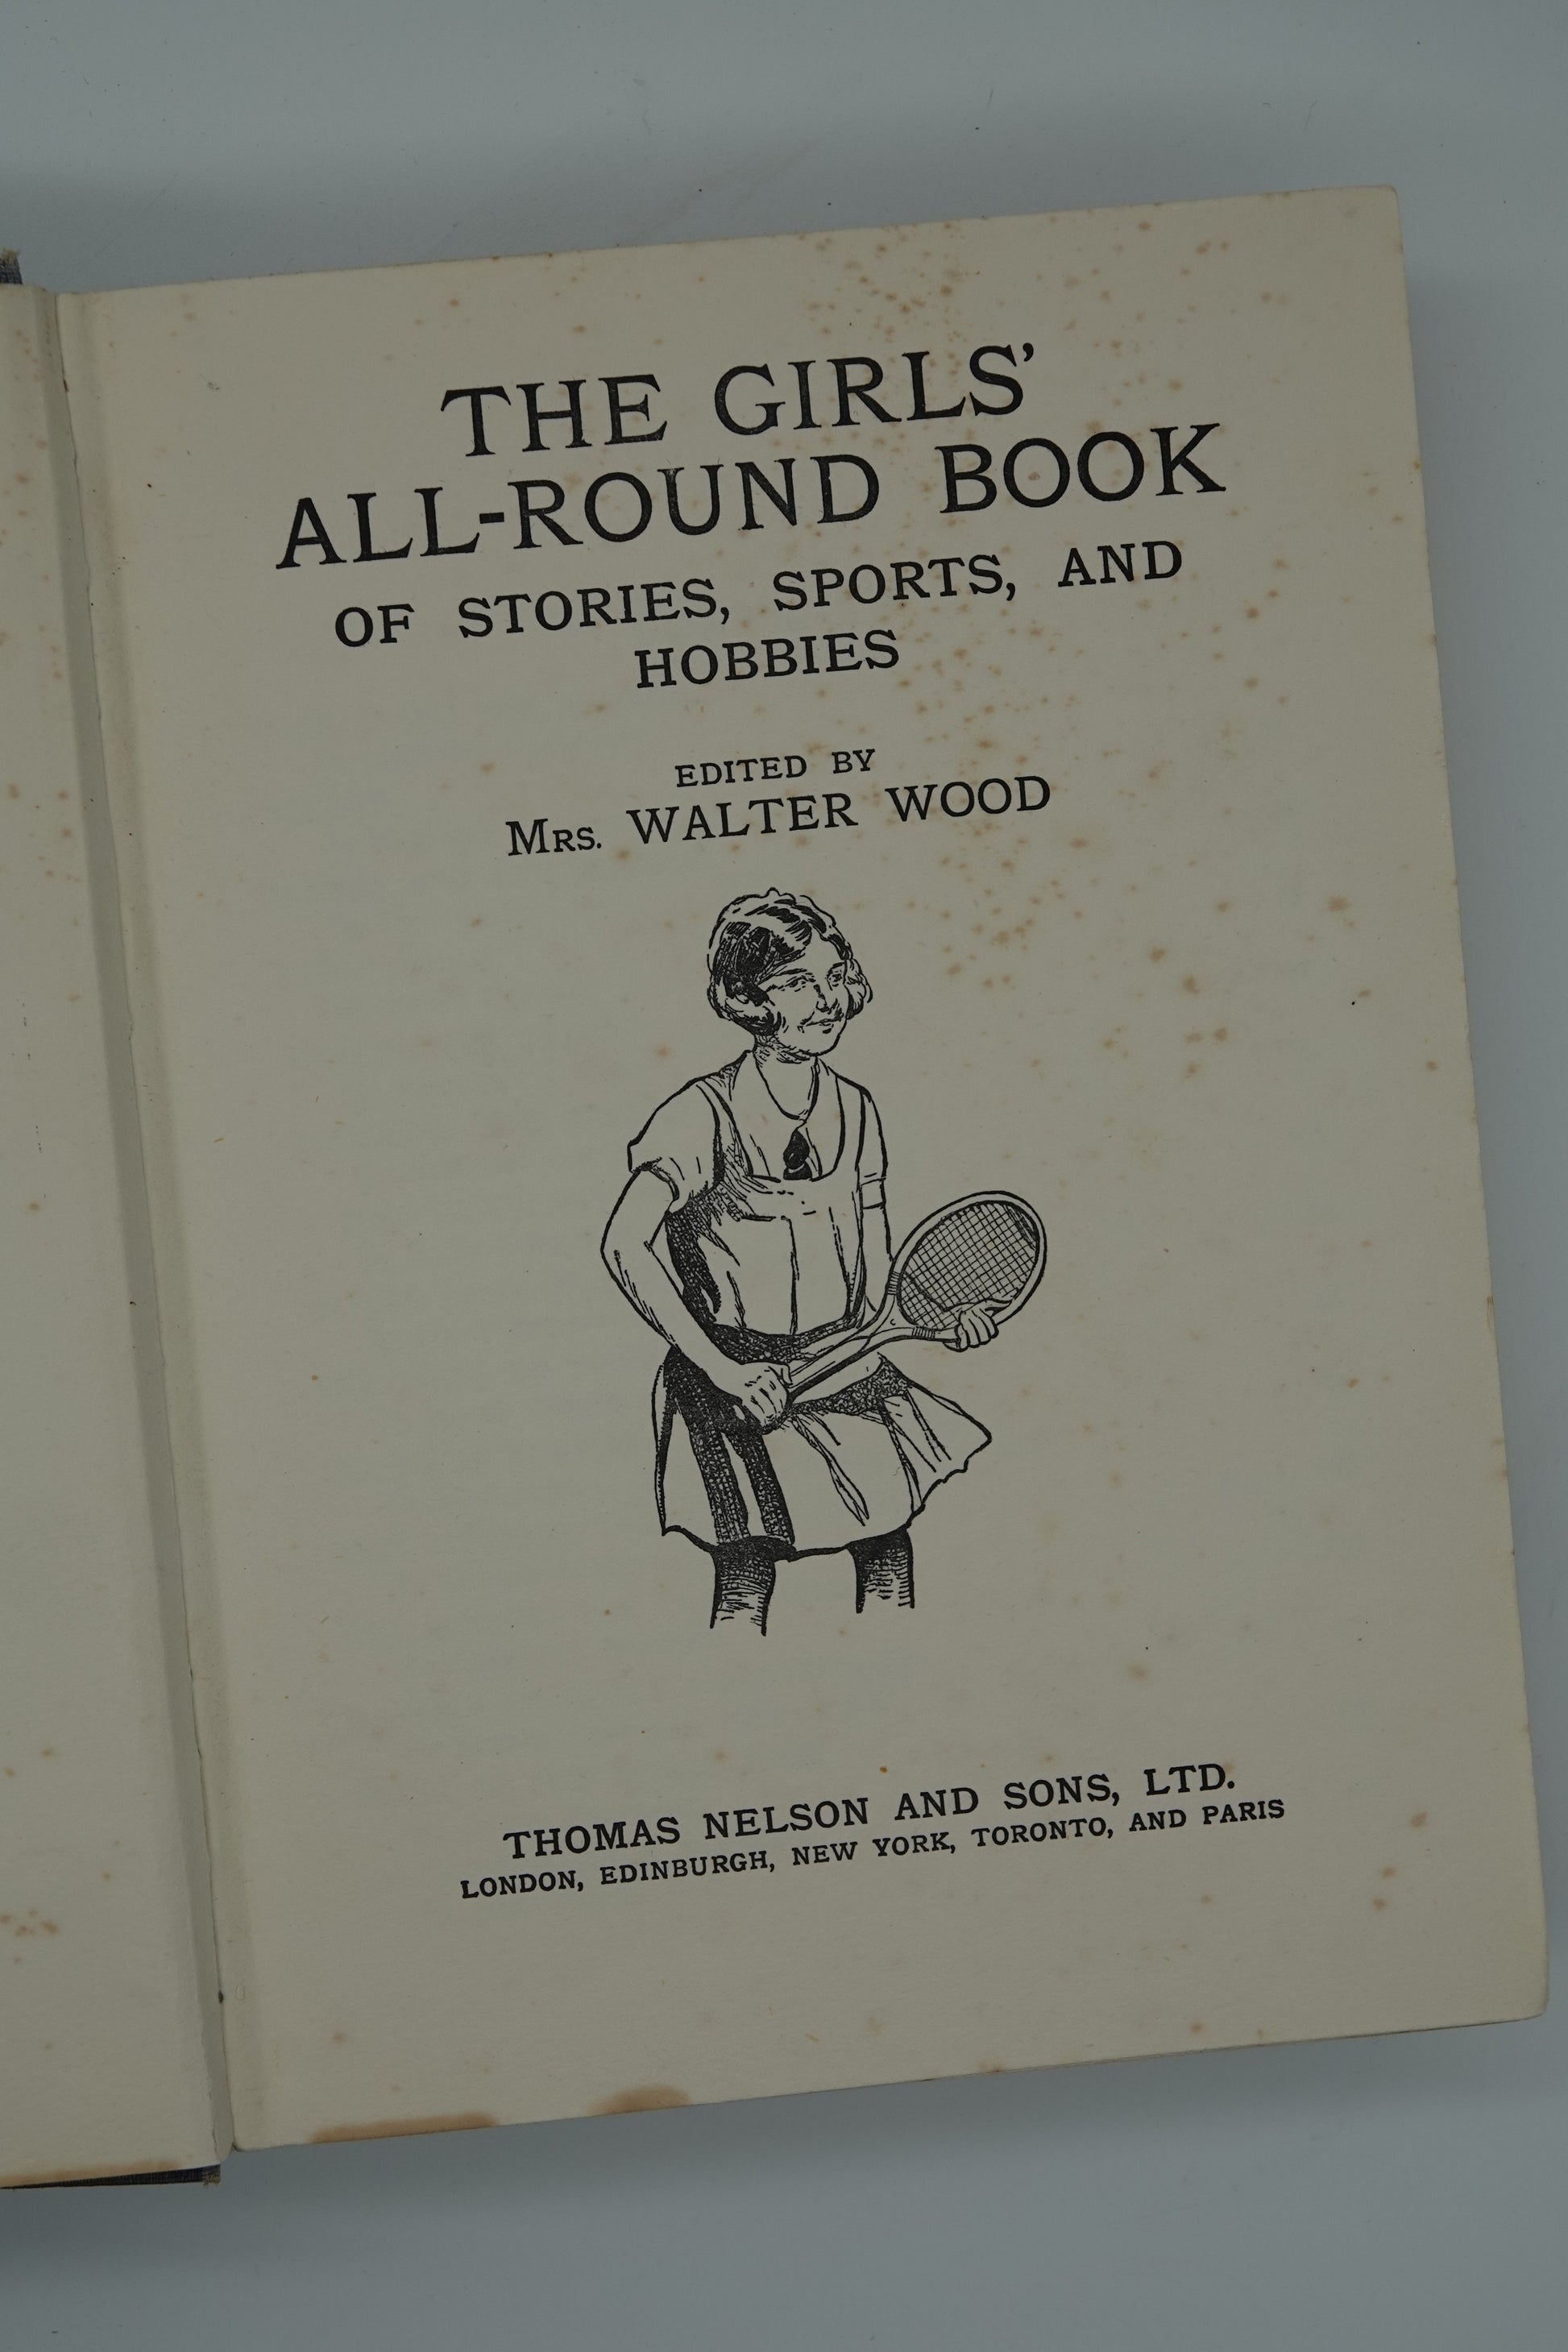 THE GIRLS'
ALL-ROUND BOOK
OF STORIES, SPORTS, AND
HOBBIES
EDITED BY
MRS. WALTER WOOD
THOMAS NELSON AND SONS, LTD.
LONDON, EDINBURGH, NEW YORK, TORONTO, AND PARIS